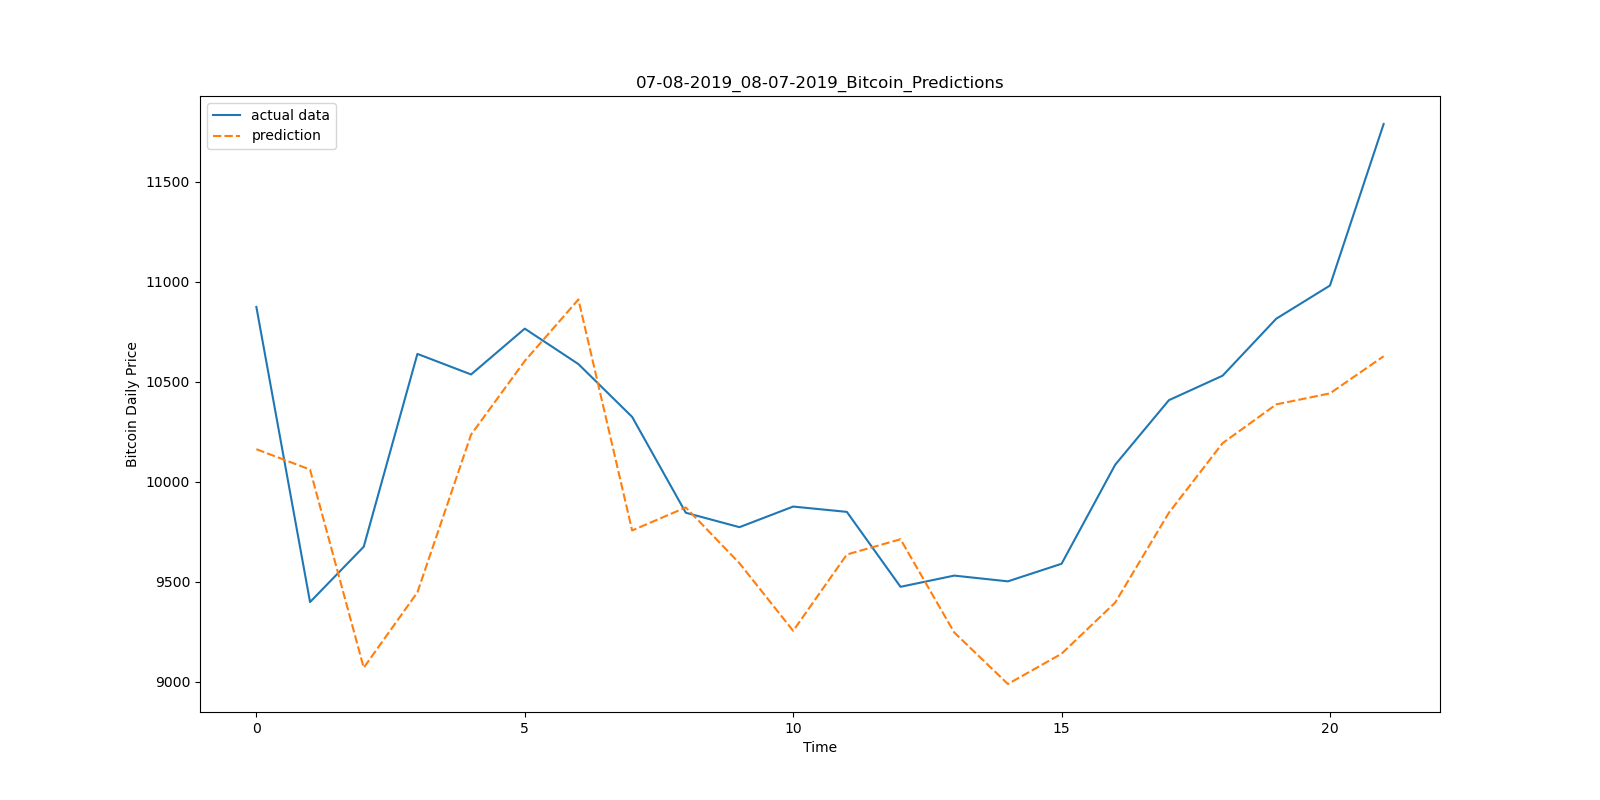 07-08-2019_08-07-2019_Bitcoin_Predictions
actual data
prediction
11500
11000
10500
10000
9500
9000
Bitcoin Daily Price
0 5 10 15 20
Time